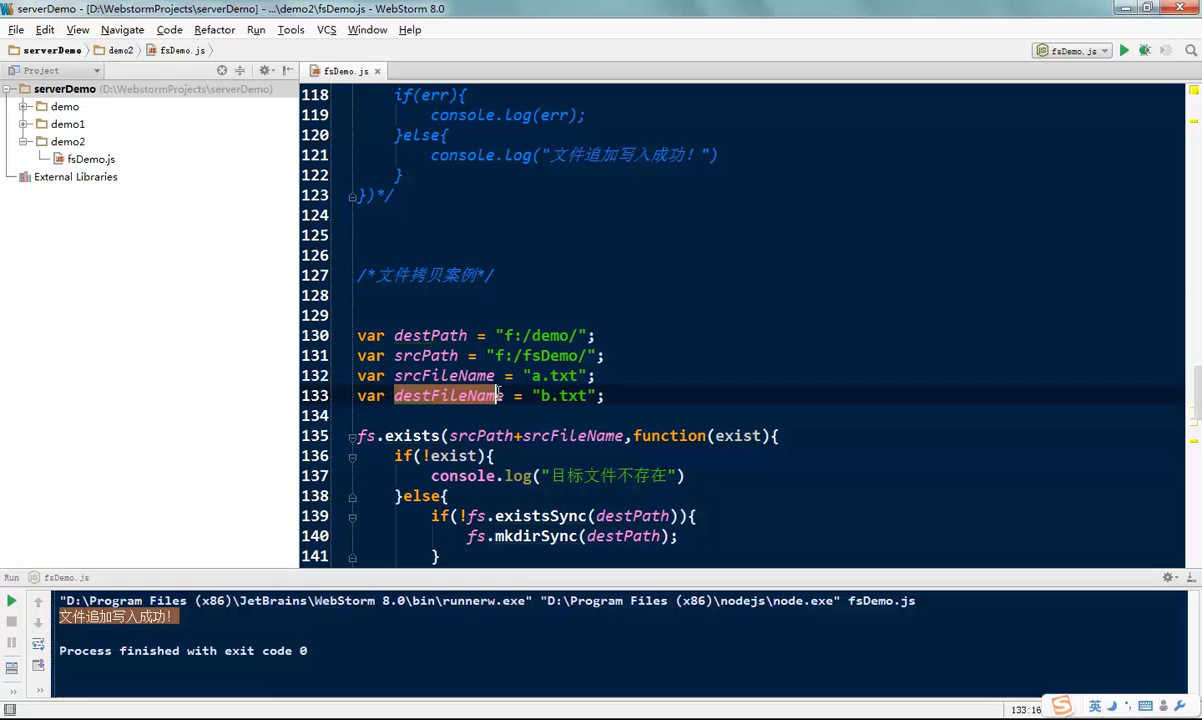 serverDemo - [D:\WebstormProjects\serverDemo] - ...\demo2\fsDemo.js - WebStorm 8.0
File Edit View Navigate Code Refactor Run Tools VCS Window Help
serverDemo demo2 fsDemo.js fsDemo.js
Project fsDemo.js
serverDemo (D:\WebstormProjects\serverDemo)
demo
demo1
demo2
fsDemo.js
External Libraries
118 if(err){
119 console.log(err);
120 }else{
121 console.log("文件追加写入成功！")
122 }
123 })*/
124
125
126
127 /*文件拷贝案例*/
128
129
130 var destPath = "f:/demo/";
131 var srcPath = "f:/fsDemo/";
132 var srcFileName = "a.txt";
133 var destFileName = "b.txt";
134
135 fs.exists(srcPath+srcFileName,function(exist){
136 if(!exist){
137 console.log("目标文件不存在")
138 }else{
139 if(!fs.existsSync(destPath)){
140 fs.mkdirSync(destPath);
141 }
Run fsDemo.js
"D:\Program Files (x86)\JetBrains\WebStorm 8.0\bin\runnerw.exe" "D:\Program Files (x86)\nodejs\node.exe" fsDemo.js
文件追加写入成功！
Process finished with exit code 0
133:16
英